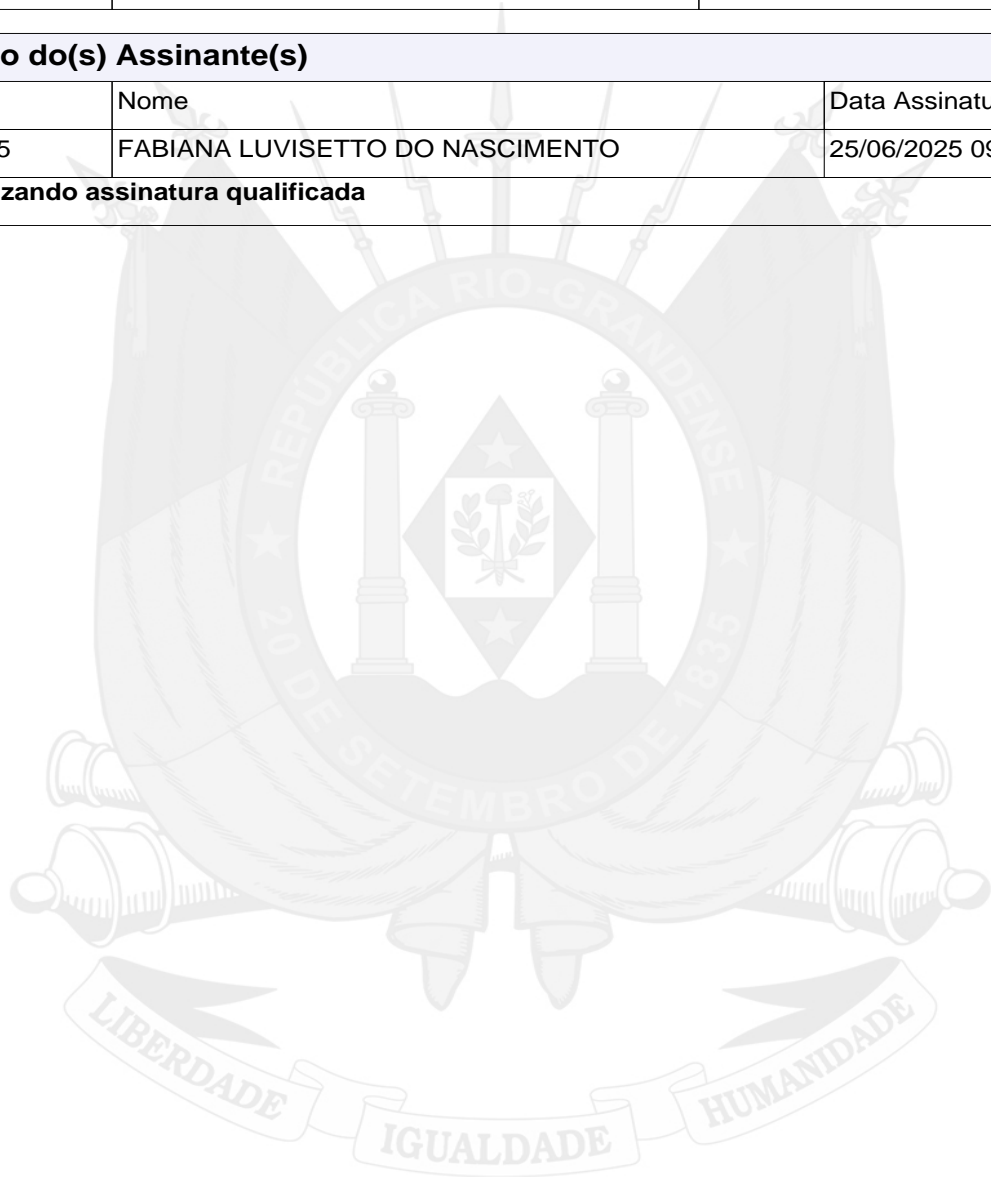 o do(s) Assinante(s)
Nome
Data Assinatu
5
FABIANA LUVISETTO DO NASCIMENTO
25/06/2025 09
zando assinatura qualificada
REPÚBLICA RIO-GRANDENSE
20 DE SETEMBRO DE 1835
LIBERDADE
IGUALDADE
HUMANIDADE